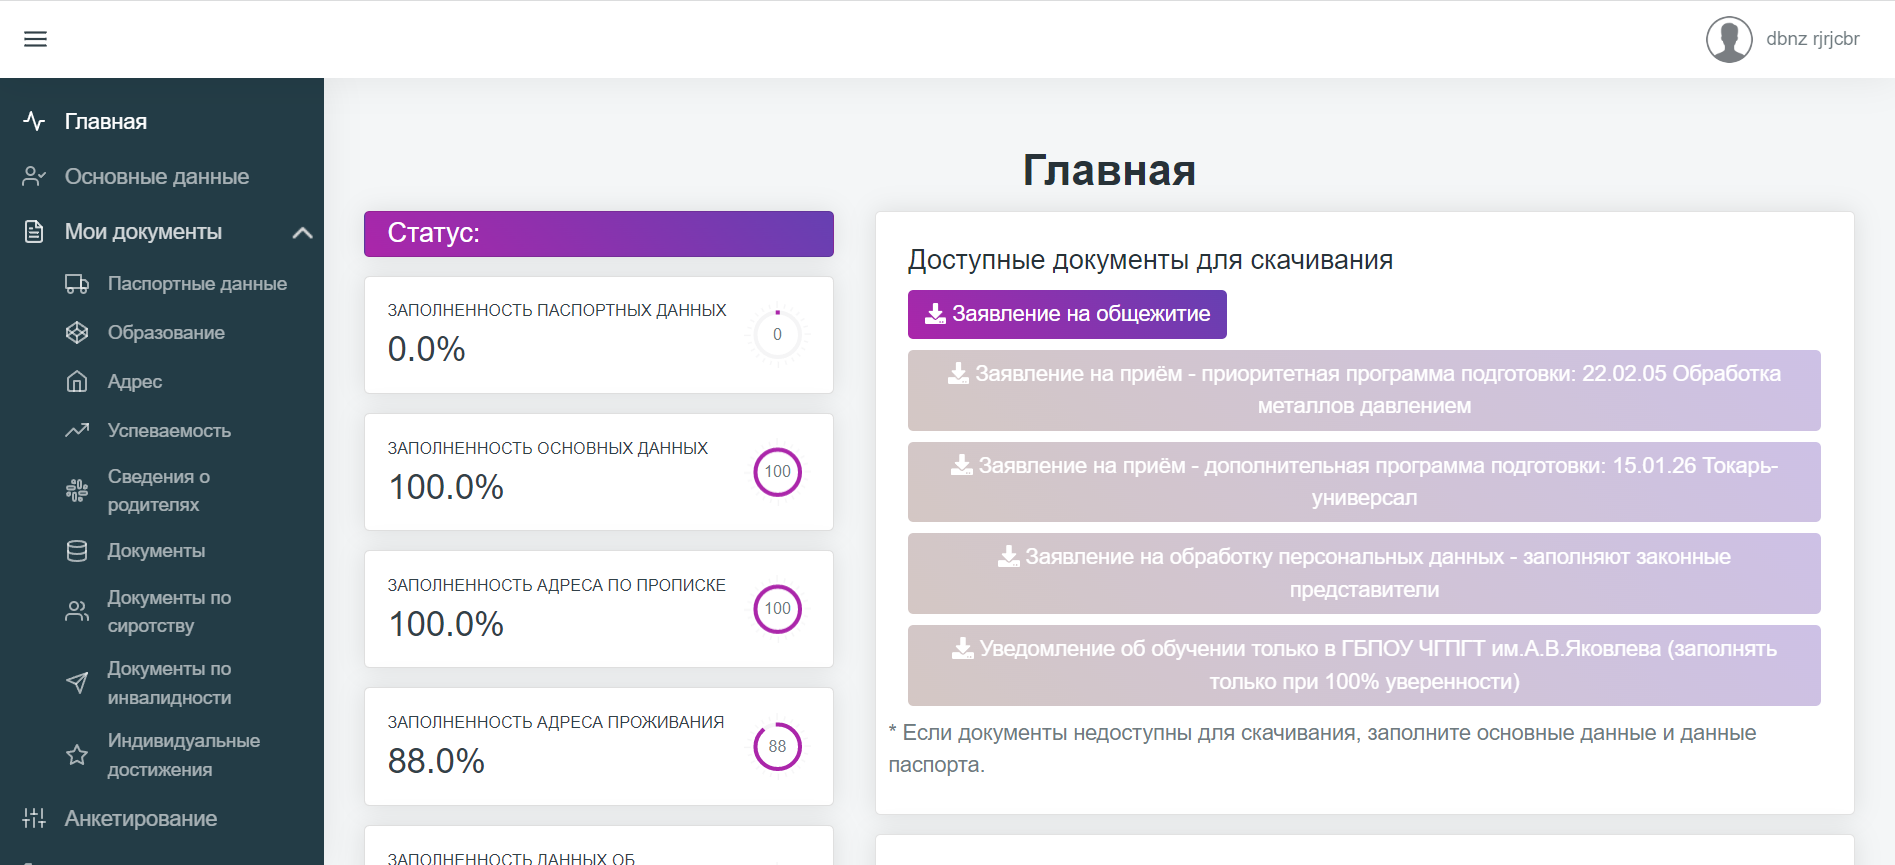 dbnz rjrjcbr
Главная
Основные данные
Мои документы
Паспортные данные
Образование
Адрес
Успеваемость
Сведения о
родителях
Документы
Документы по
сиротству
Документы по
инвалидности
Индивидуальные
достижения
Анкетирование
Главная
Статус:
ЗАПОЛНЕННОСТЬ ПАСПОРТНЫХ ДАННЫХ
0.0%
0
ЗАПОЛНЕННОСТЬ ОСНОВНЫХ ДАННЫХ
100.0%
100
ЗАПОЛНЕННОСТЬ АДРЕСА ПО ПРОПИСКЕ
100.0%
100
ЗАПОЛНЕННОСТЬ АДРЕСА ПРОЖИВАНИЯ
88.0%
88
ЗАПОЛНЕННОСТЬ ДАННЫХ ОБ
Доступные документы для скачивания
Заявление на общежитие
Заявление на приём - приоритетная программа подготовки: 22.02.05 Обработка
металлов давлением
Заявление на приём - дополнительная программа подготовки: 15.01.26 Токарь-
универсал
Заявление на обработку персональных данных - заполняют законные
представители
Уведомление об обучении только в ГБПОУ ЧГПГТ им.А.В.Яковлева (заполнять
только при 100% уверенности)
* Если документы недоступны для скачивания, заполните основные данные и данные
паспорта.